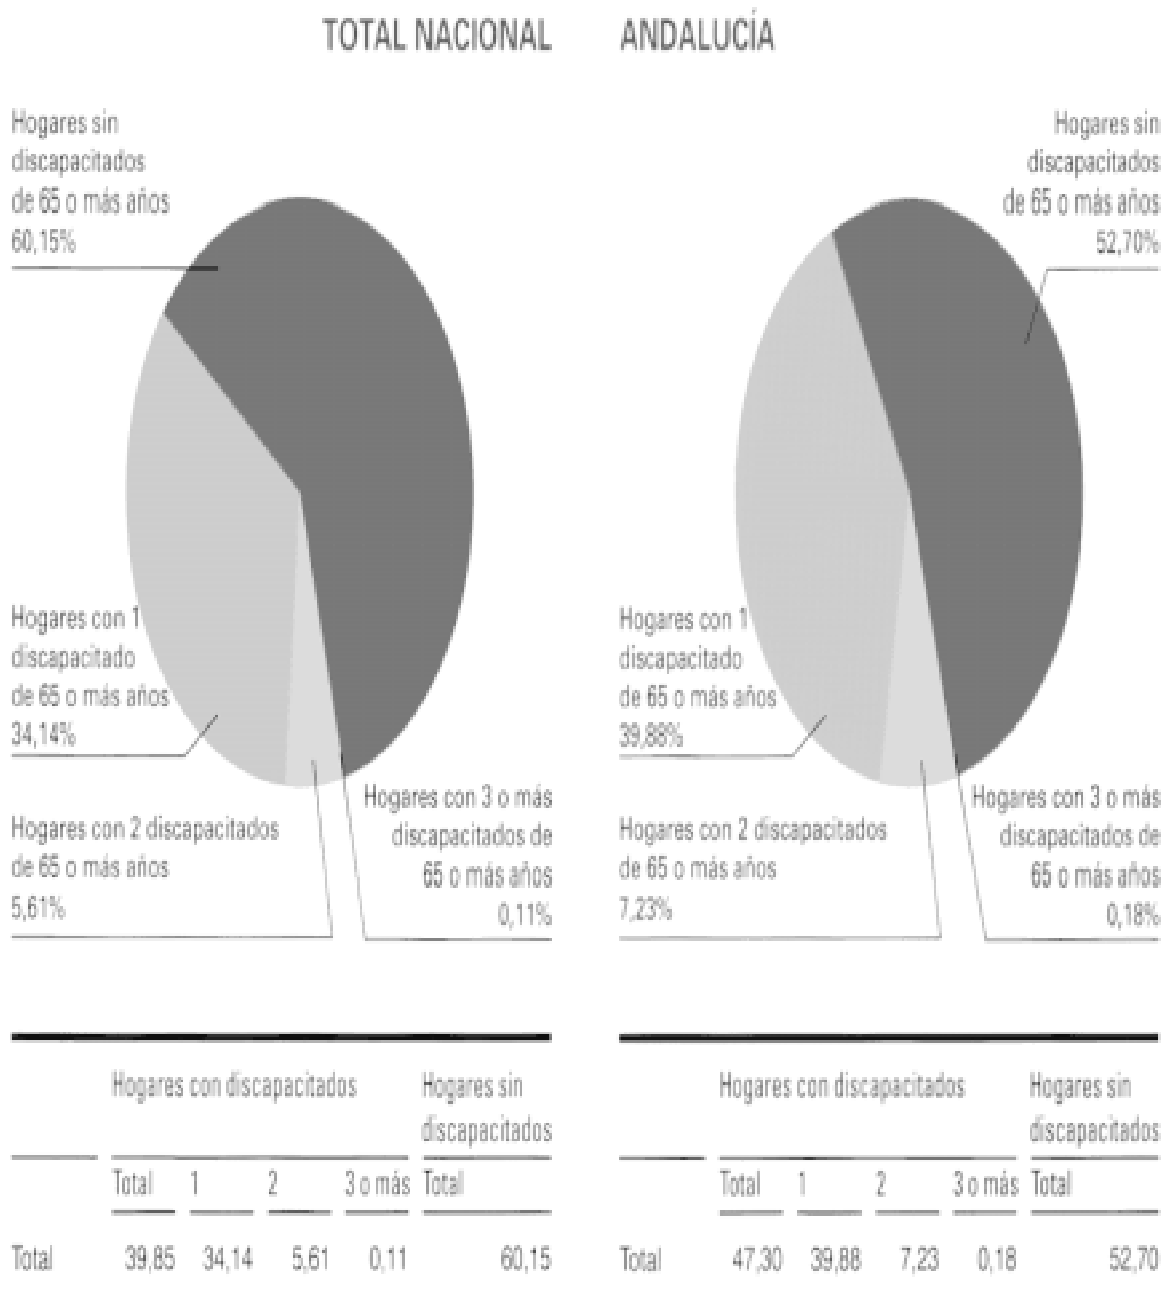 TOTAL NACIONAL
Hogares sin
discapacitados
de 65 o más años
60,15%
Hogares con 1
discapacitado
de 65 o más años
34,14%
Hogares con 2 discapacitados
de 65 o más años
5,61%
Hogares con 3 o más
discapacitados de
65 o más años
0,11%
Hogares con discapacitados
Hogares sin
discapacitados
Total 1 2 3 o más Total
Total 39,85 34,14 5,61 0,11 60,15
ANDALUCÍA
Hogares sin
discapacitados
de 65 o más años
52,70%
Hogares con 1
discapacitado
de 65 o más años
39,88%
Hogares con 2 discapacitados
de 65 o más años
7,23%
Hogares con 3 o más
discapacitados de
65 o más años
0,18%
Hogares con discapacitados
Hogares sin
discapacitados
Total 1 2 3 o más Total
Total 47,30 39,88 7,23 0,18 52,70